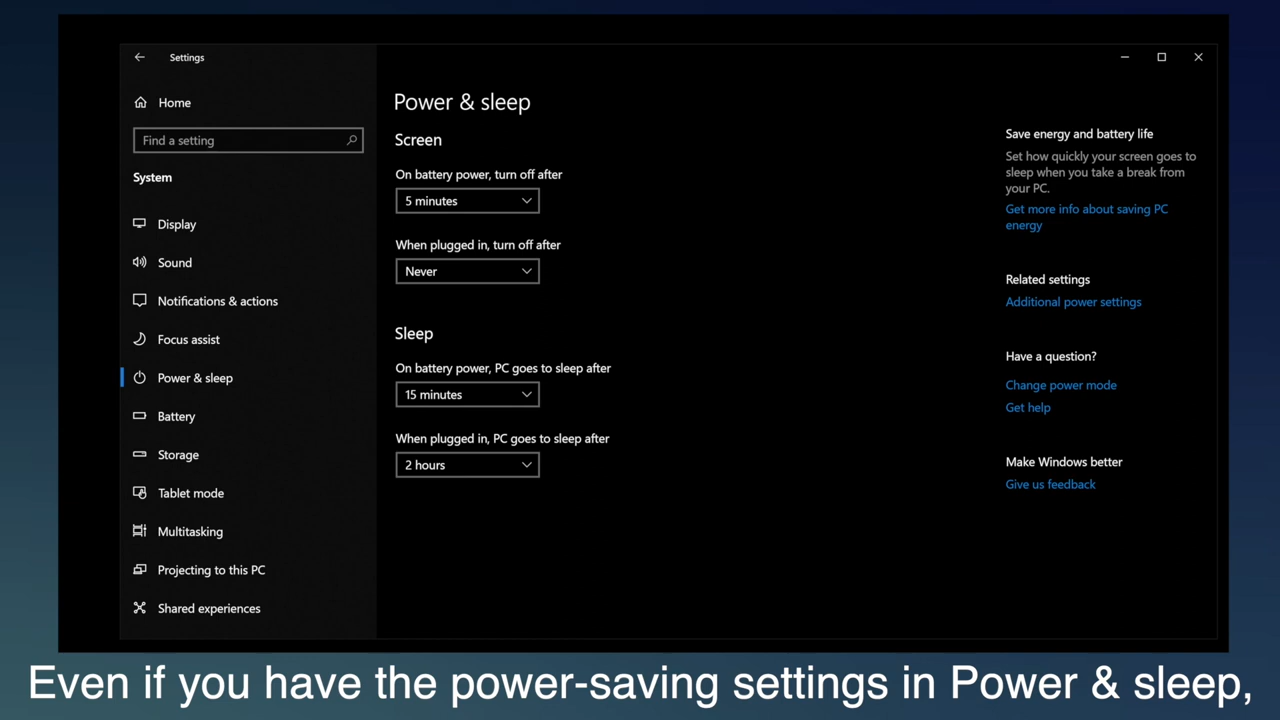 Settings
Home
Find a setting
System
Display
Sound
Notifications & actions
Focus assist
Power & sleep
Battery
Storage
Tablet mode
Multitasking
Projecting to this PC
Shared experiences
Power & sleep
Screen
On battery power, turn off after
5 minutes
When plugged in, turn off after
Never
Sleep
On battery power, PC goes to sleep after
15 minutes
When plugged in, PC goes to sleep after
2 hours
Save energy and battery life
Set how quickly your screen goes to
sleep when you take a break from
your PC.
Get more info about saving PC
energy
Related settings
Additional power settings
Have a question?
Change power mode
Get help
Make Windows better
Give us feedback
Even if you have the power-saving settings in Power & sleep,